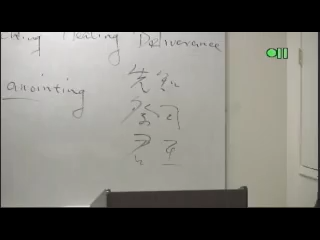 Healing Deliverance
anointing
先知
祭司
君王